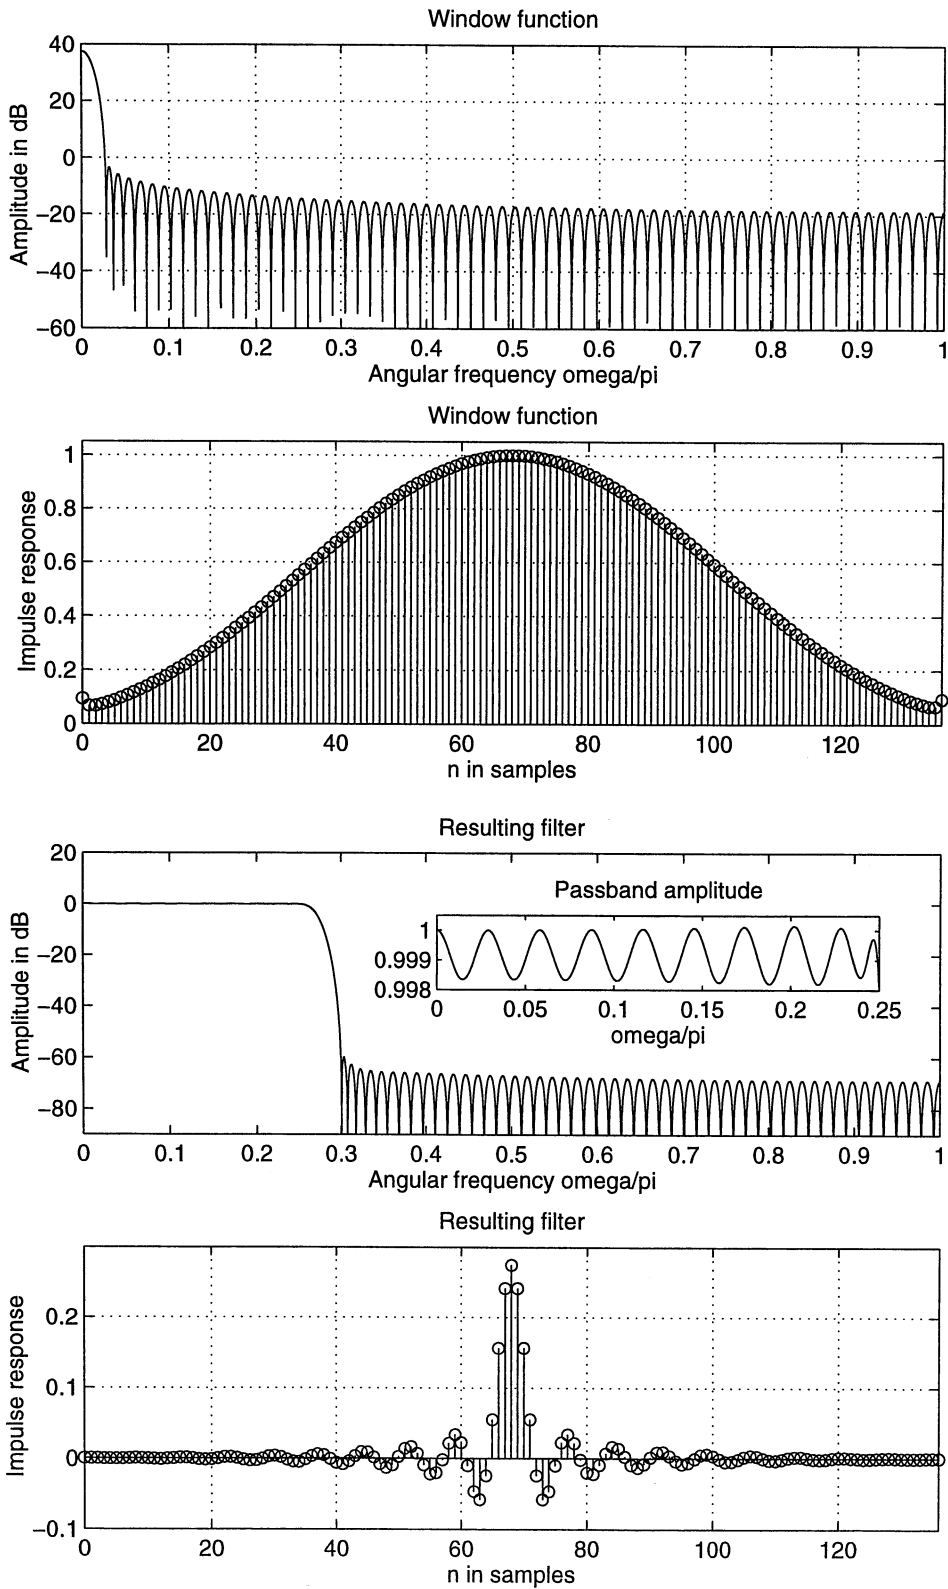 Window function
40
20
0
−20
−40
−60
Amplitude in dB
0 0.1 0.2 0.3 0.4 0.5 0.6 0.7 0.8 0.9 1
Angular frequency omega/pi
Window function
1
0.8
0.6
0.4
0.2
0
Impulse response
0 20 40 60 80 100 120
n in samples
Resulting filter
20
0
−20
−40
−60
−80
Amplitude in dB
Passband amplitude
1
0.999
0.998
0 0.05 0.1 0.15 0.2 0.25
omega/pi
0 0.1 0.2 0.3 0.4 0.5 0.6 0.7 0.8 0.9 1
Angular frequency omega/pi
Resulting filter
0.2
0.1
0
−0.1
Impulse response
0 20 40 60 80 100 120
n in samples